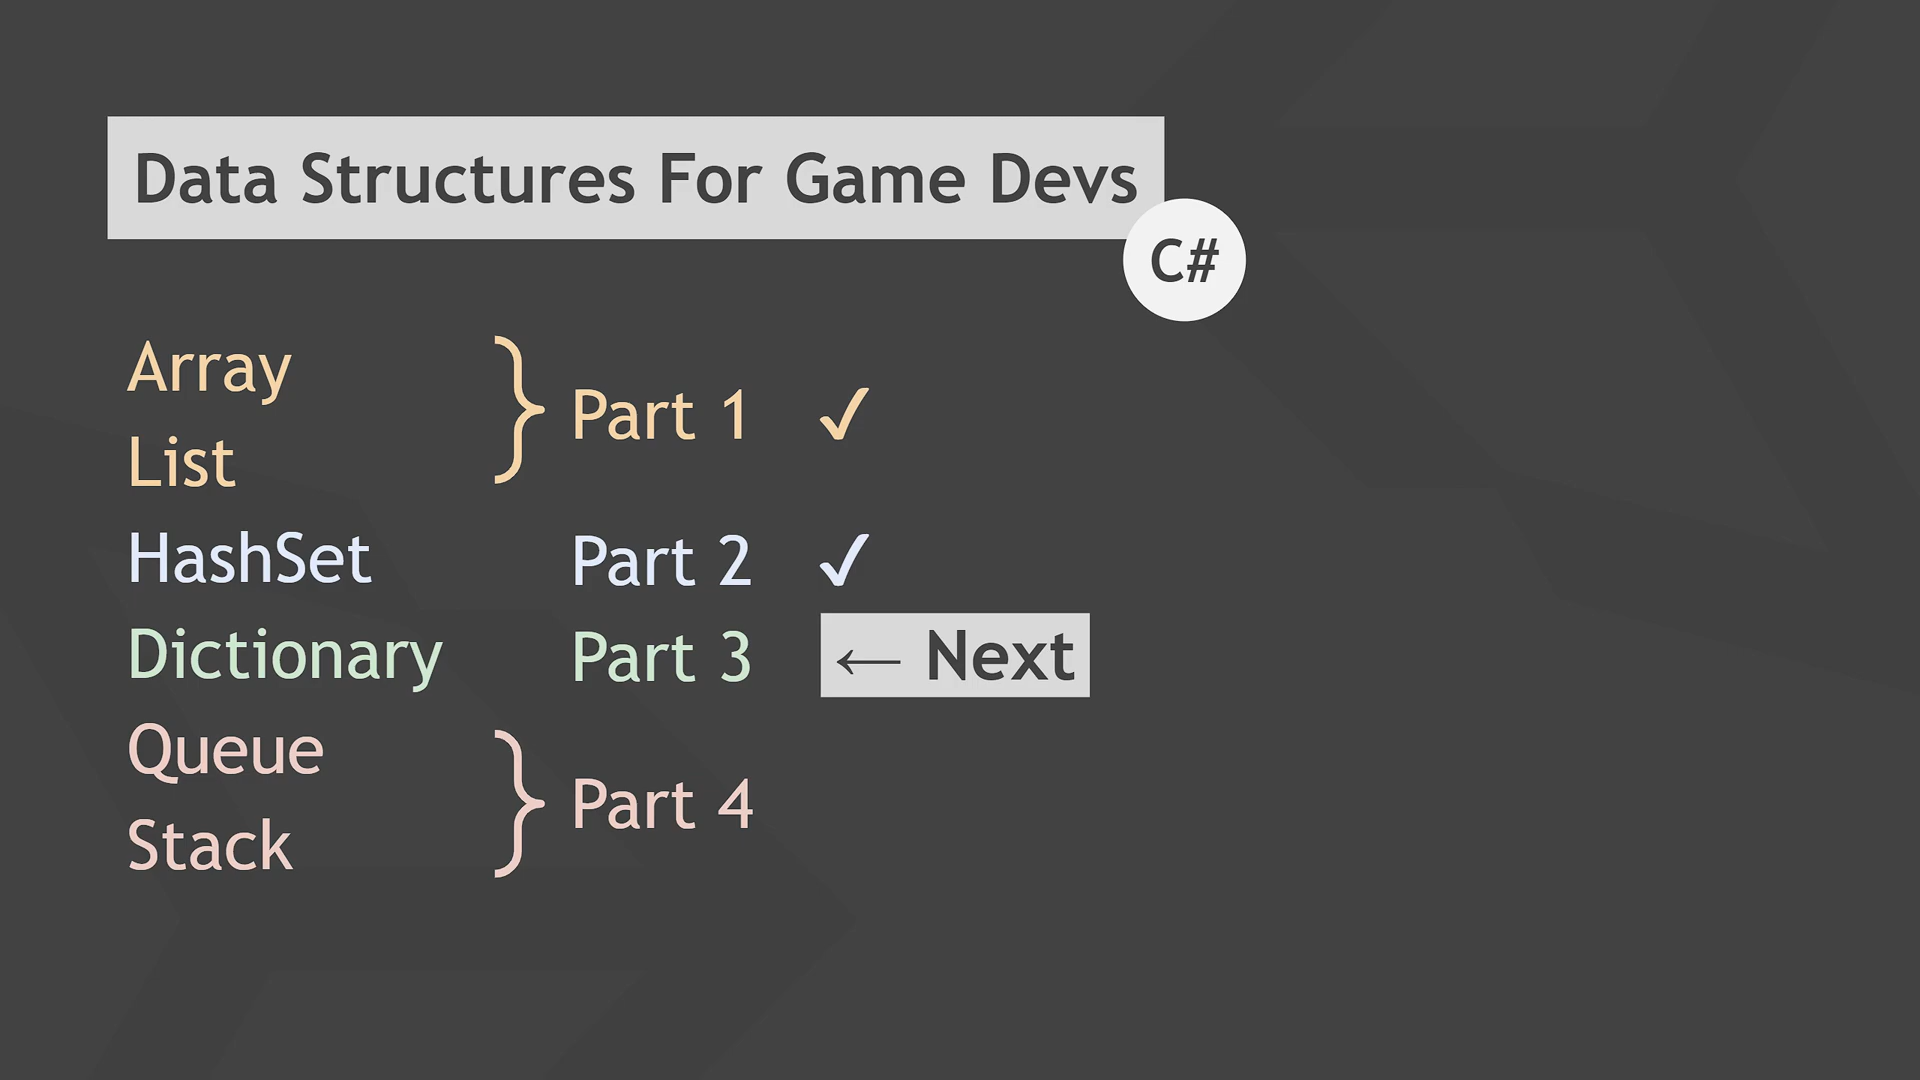 Data Structures For Game Devs
C#
Array
List
Part 1 ✓
HashSet Part 2 ✓
Dictionary Part 3 ← Next
Queue
Stack
Part 4